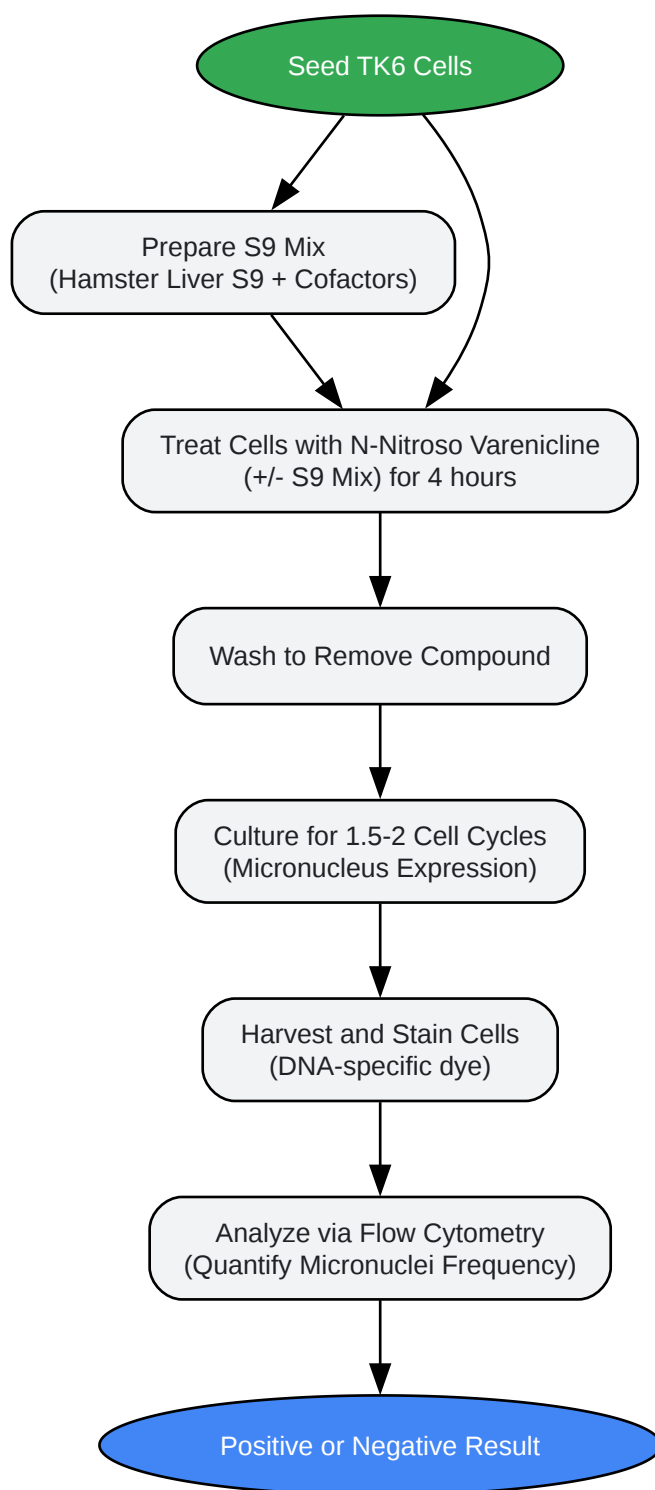 Seed TK6 Cells
Prepare S9 Mix
(Hamster Liver S9 + Cofactors)
Treat Cells with N-Nitroso Varenicline
(+/- S9 Mix) for 4 hours
Wash to Remove Compound
Culture for 1.5-2 Cell Cycles
(Micronucleus Expression)
Harvest and Stain Cells
(DNA-specific dye)
Analyze via Flow Cytometry
(Quantify Micronuclei Frequency)
Positive or Negative Result